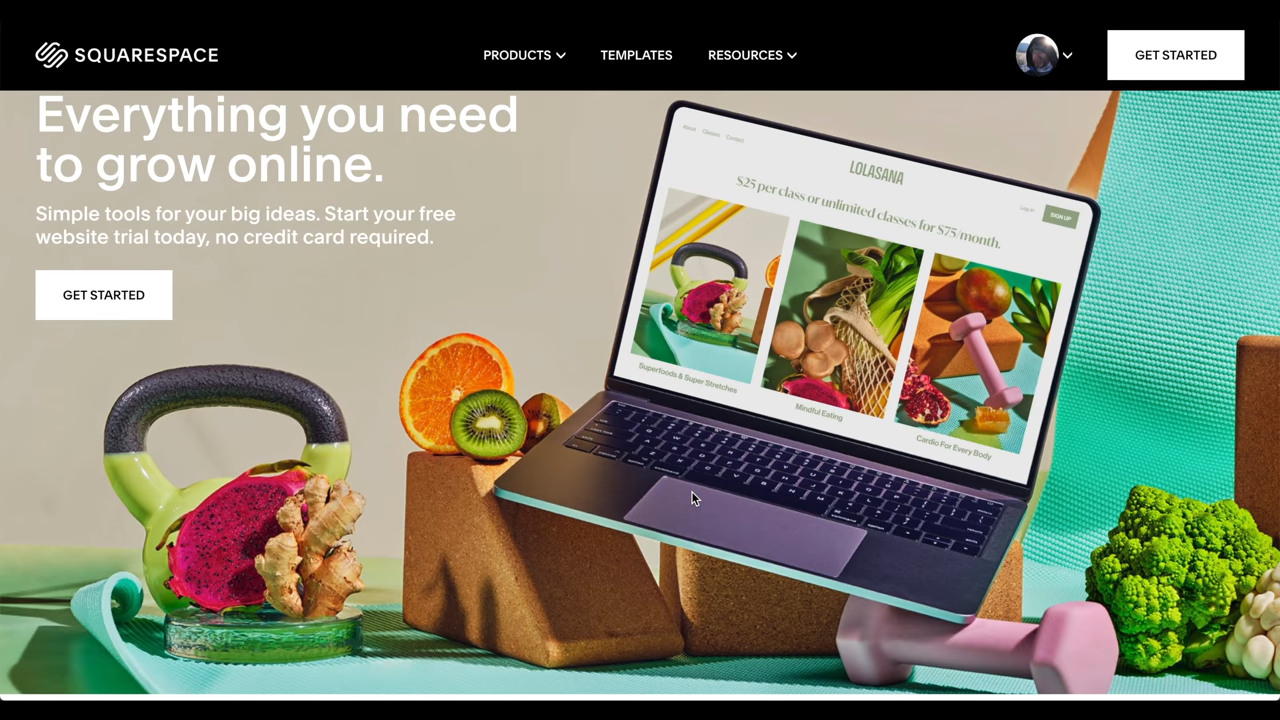 SQUARESPACE
PRODUCTS
TEMPLATES
RESOURCES
GET STARTED
Everything you need
to grow online.
Simple tools for your big ideas. Start your free
website trial today, no credit card required.
GET STARTED
About Classes Contact
LOLASANA
Log in
SIGN UP
$25 per class or unlimited classes for $75/month.
Superfoods & Super Stretches
Mindful Eating
Cardio For Every Body